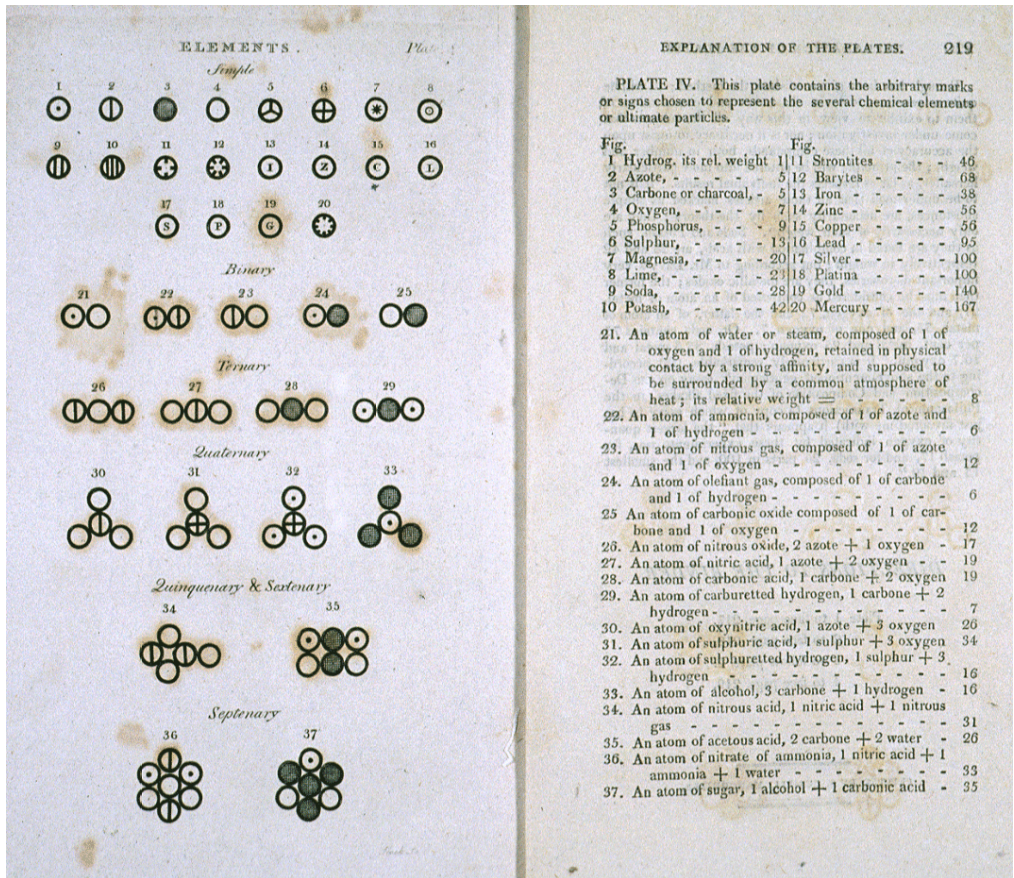 ELEMENTS.
Simple
1 2 3 4 5 6 7 8
9 10 11 12 13 14 15 16
I Z C L
17 18 19 20
S P G
Binary
21 22 23 24 25
Ternary
26 27 28 29
Quaternary
30 31 32 33
Quinquenary & Sextenary
34 35
Septenary
36 37
EXPLANATION OF THE PLATES. 219
PLATE IV. This plate contains the arbitrary marks
or signs chosen to represent the several chemical elements
or ultimate particles.
Fig. Fig.
1 Hydrog. its rel. weight 1 11 Strontites - - - 46
2 Azote, - - - - - 5 12 Barytes - - - - 68
3 Carbone or charcoal, - 5 13 Iron - - - - - 38
4 Oxygen, - - - - 7 14 Zinc - - - - - 56
5 Phosphorus, - - - 9 15 Copper - - - - 56
6 Sulphur, - - - - 13 16 Lead - - - - - 95
7 Magnesia, - - - - 20 17 Silver - - - - 100
8 Lime, - - - - - 23 18 Platina - - - - 100
9 Soda, - - - - - 28 19 Gold - - - - - 140
10 Potash, - - - - 42 20 Mercury - - - - 167
21. An atom of water or steam, composed of 1 of
oxygen and 1 of hydrogen, retained in physical
contact by a strong affinity, and supposed to
be surrounded by a common atmosphere of
heat; its relative weight = - - - - - 8
22. An atom of ammonia, composed of 1 of azote and
1 of hydrogen - - - - - - - - - 6
23. An atom of nitrous gas, composed of 1 of azote
and 1 of oxygen - - - - - - - - 12
24. An atom of olefiant gas, composed of 1 of carbone
and 1 of hydrogen - - - - - - - - 6
25 An atom of carbonic oxide composed of 1 of car-
bone and 1 of oxygen - - - - - - - 12
26. An atom of nitrous oxide, 2 azote + 1 oxygen - 17
27. An atom of nitric acid, 1 azote + 2 oxygen - - 19
28. An atom of carbonic acid, 1 carbone + 2 oxygen 19
29. An atom of carburetted hydrogen, 1 carbone + 2
hydrogen - - - - - - - - - - 7
30. An atom of oxynitric acid, 1 azote + 3 oxygen 26
31. An atom of sulphuric acid, 1 sulphur + 3 oxygen 34
32. An atom of sulphuretted hydrogen, 1 sulphur + 3
hydrogen - - - - - - - - - - 16
33. An atom of alcohol, 3 carbone + 1 hydrogen - 16
34. An atom of nitrous acid, 1 nitric acid + 1 nitrous
gas - - - - - - - - - - - - 31
35. An atom of acetous acid, 2 carbone + 2 water - 26
36. An atom of nitrate of ammonia, 1 nitric acid + 1
ammonia + 1 water - - - - - - - 33
37. An atom of sugar, 1 alcohol + 1 carbonic acid - 35